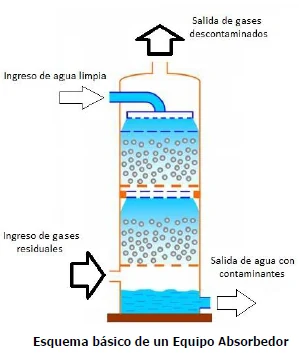 Salida de gases
descontaminados
Ingreso de agua limpia
Ingreso de gases
residuales
Salida de agua con
contaminantes
Esquema básico de un Equipo Absorbedor